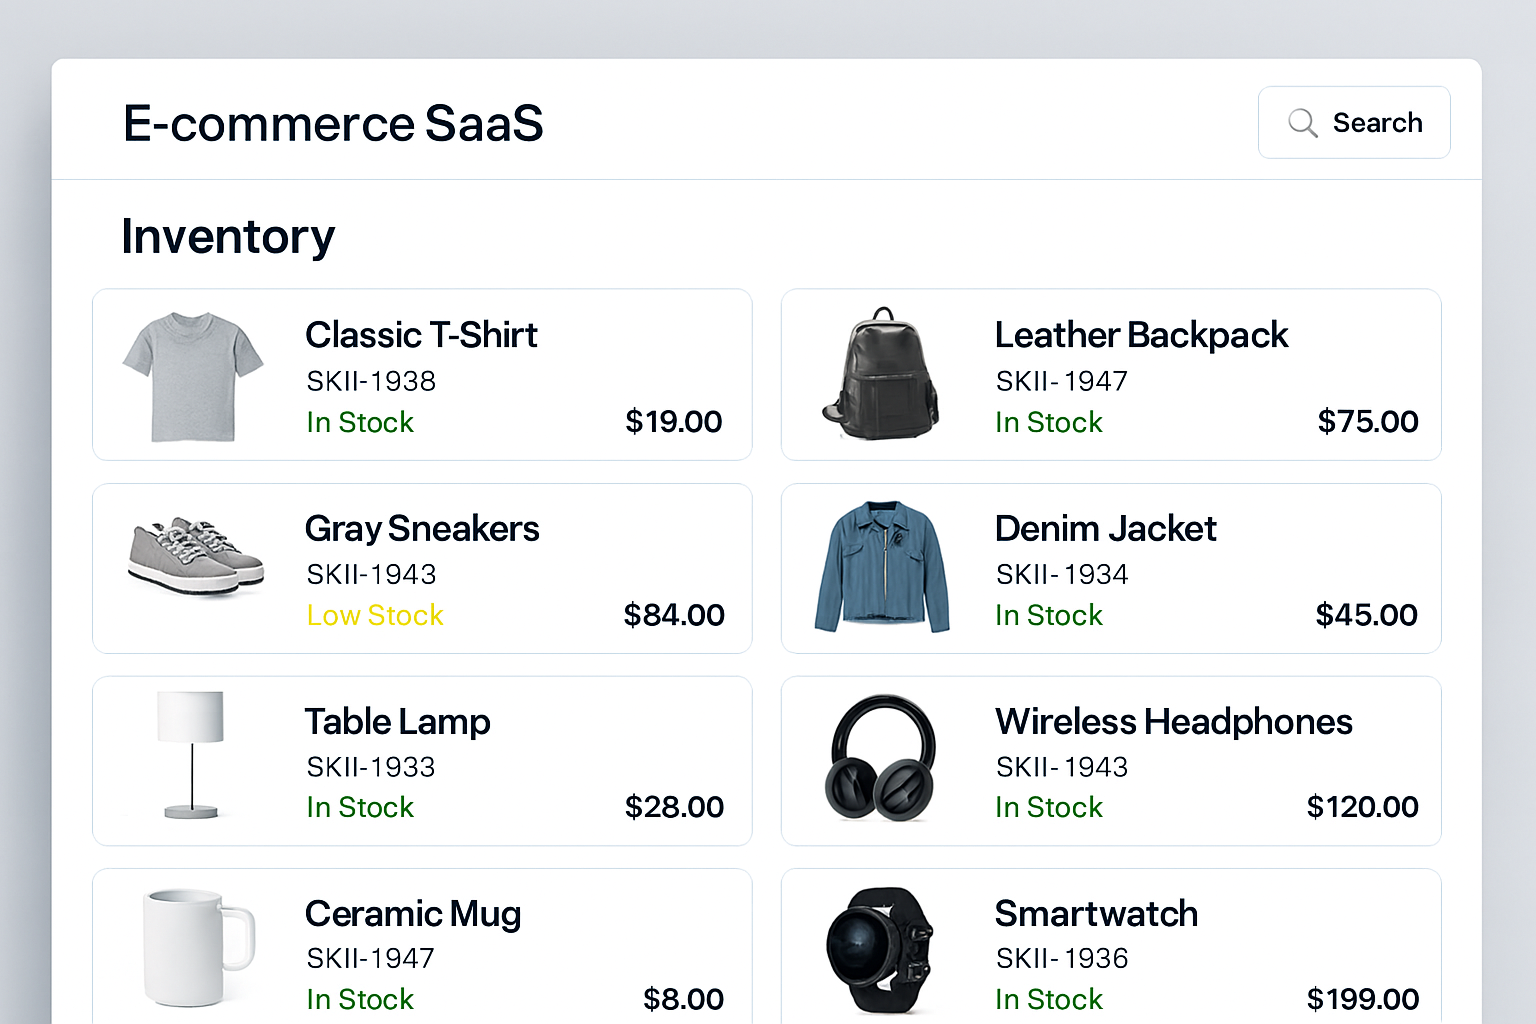 E-commerce SaaS
Search
Inventory
Classic T-Shirt
SKII-1938
In Stock
$19.00
Leather Backpack
SKII-1947
In Stock
$75.00
Gray Sneakers
SKII-1943
Low Stock
$84.00
Denim Jacket
SKII-1934
In Stock
$45.00
Table Lamp
SKII-1933
In Stock
$28.00
Wireless Headphones
SKII-1943
In Stock
$120.00
Ceramic Mug
SKII-1947
In Stock
$8.00
Smartwatch
SKII-1936
In Stock
$199.00